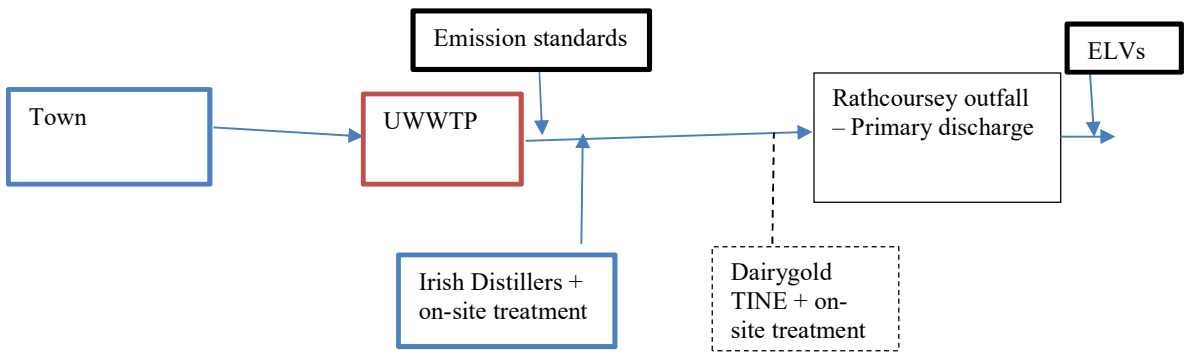 Emission standards
ELVs
Town
UWWTP
Rathcoursey outfall
– Primary discharge
Irish Distillers +
on-site treatment
Dairygold
TINE + on-
site treatment